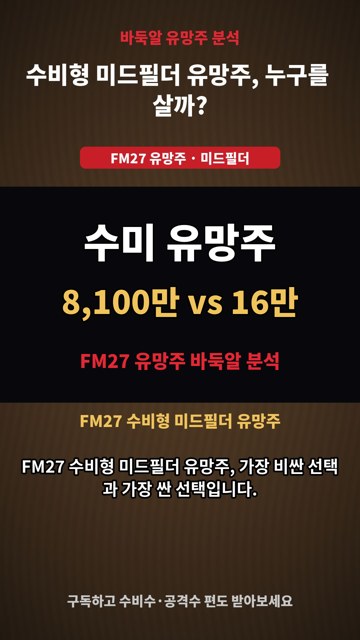 바둑알 유망주 분석
수비형 미드필더 유망주, 누구를
살까?
FM27 유망주 · 미드필더
수미 유망주
8,100만 vs 16만
FM27 유망주 바둑알 분석
FM27 수비형 미드필더 유망주
FM27 수비형 미드필더 유망주, 가장 비싼 선택
과 가장 싼 선택입니다.
구독하고 수비수·공격수 편도 받아보세요